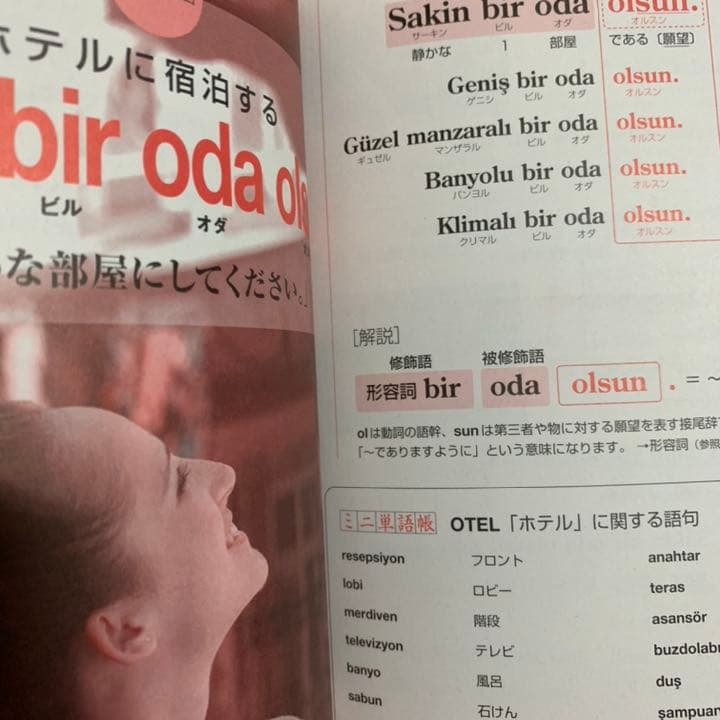 ホテルに宿泊する
bir oda ol
ビル オダ
な部屋にしてください。」
Sakin bir oda olsun.
サーキン ビル オダ オルスン
静かな 1 部屋 である〔願望〕
Geniş bir oda olsun.
ゲニシ ビル オダ オルスン
Güzel manzaralı bir oda olsun.
ギュゼル マンザラル ビル オダ オルスン
Banyolu bir oda olsun.
バンヨル ビル オダ オルスン
Klimalı bir oda olsun.
クリマル ビル オダ オルスン
[解説]
修飾語 被修飾語
形容詞 bir oda olsun . = ～
olは動詞の語幹、sunは第三者や物に対する願望を表す接尾辞
「～でありますように」という意味になります。 →形容詞（参照
ミニ単語帳 OTEL「ホテル」に関する語句
resepsiyon フロント anahtar
lobi ロビー teras
merdiven 階段 asansör
televizyon テレビ buzdolab
banyo 風呂 duş
sabun 石けん şampuan